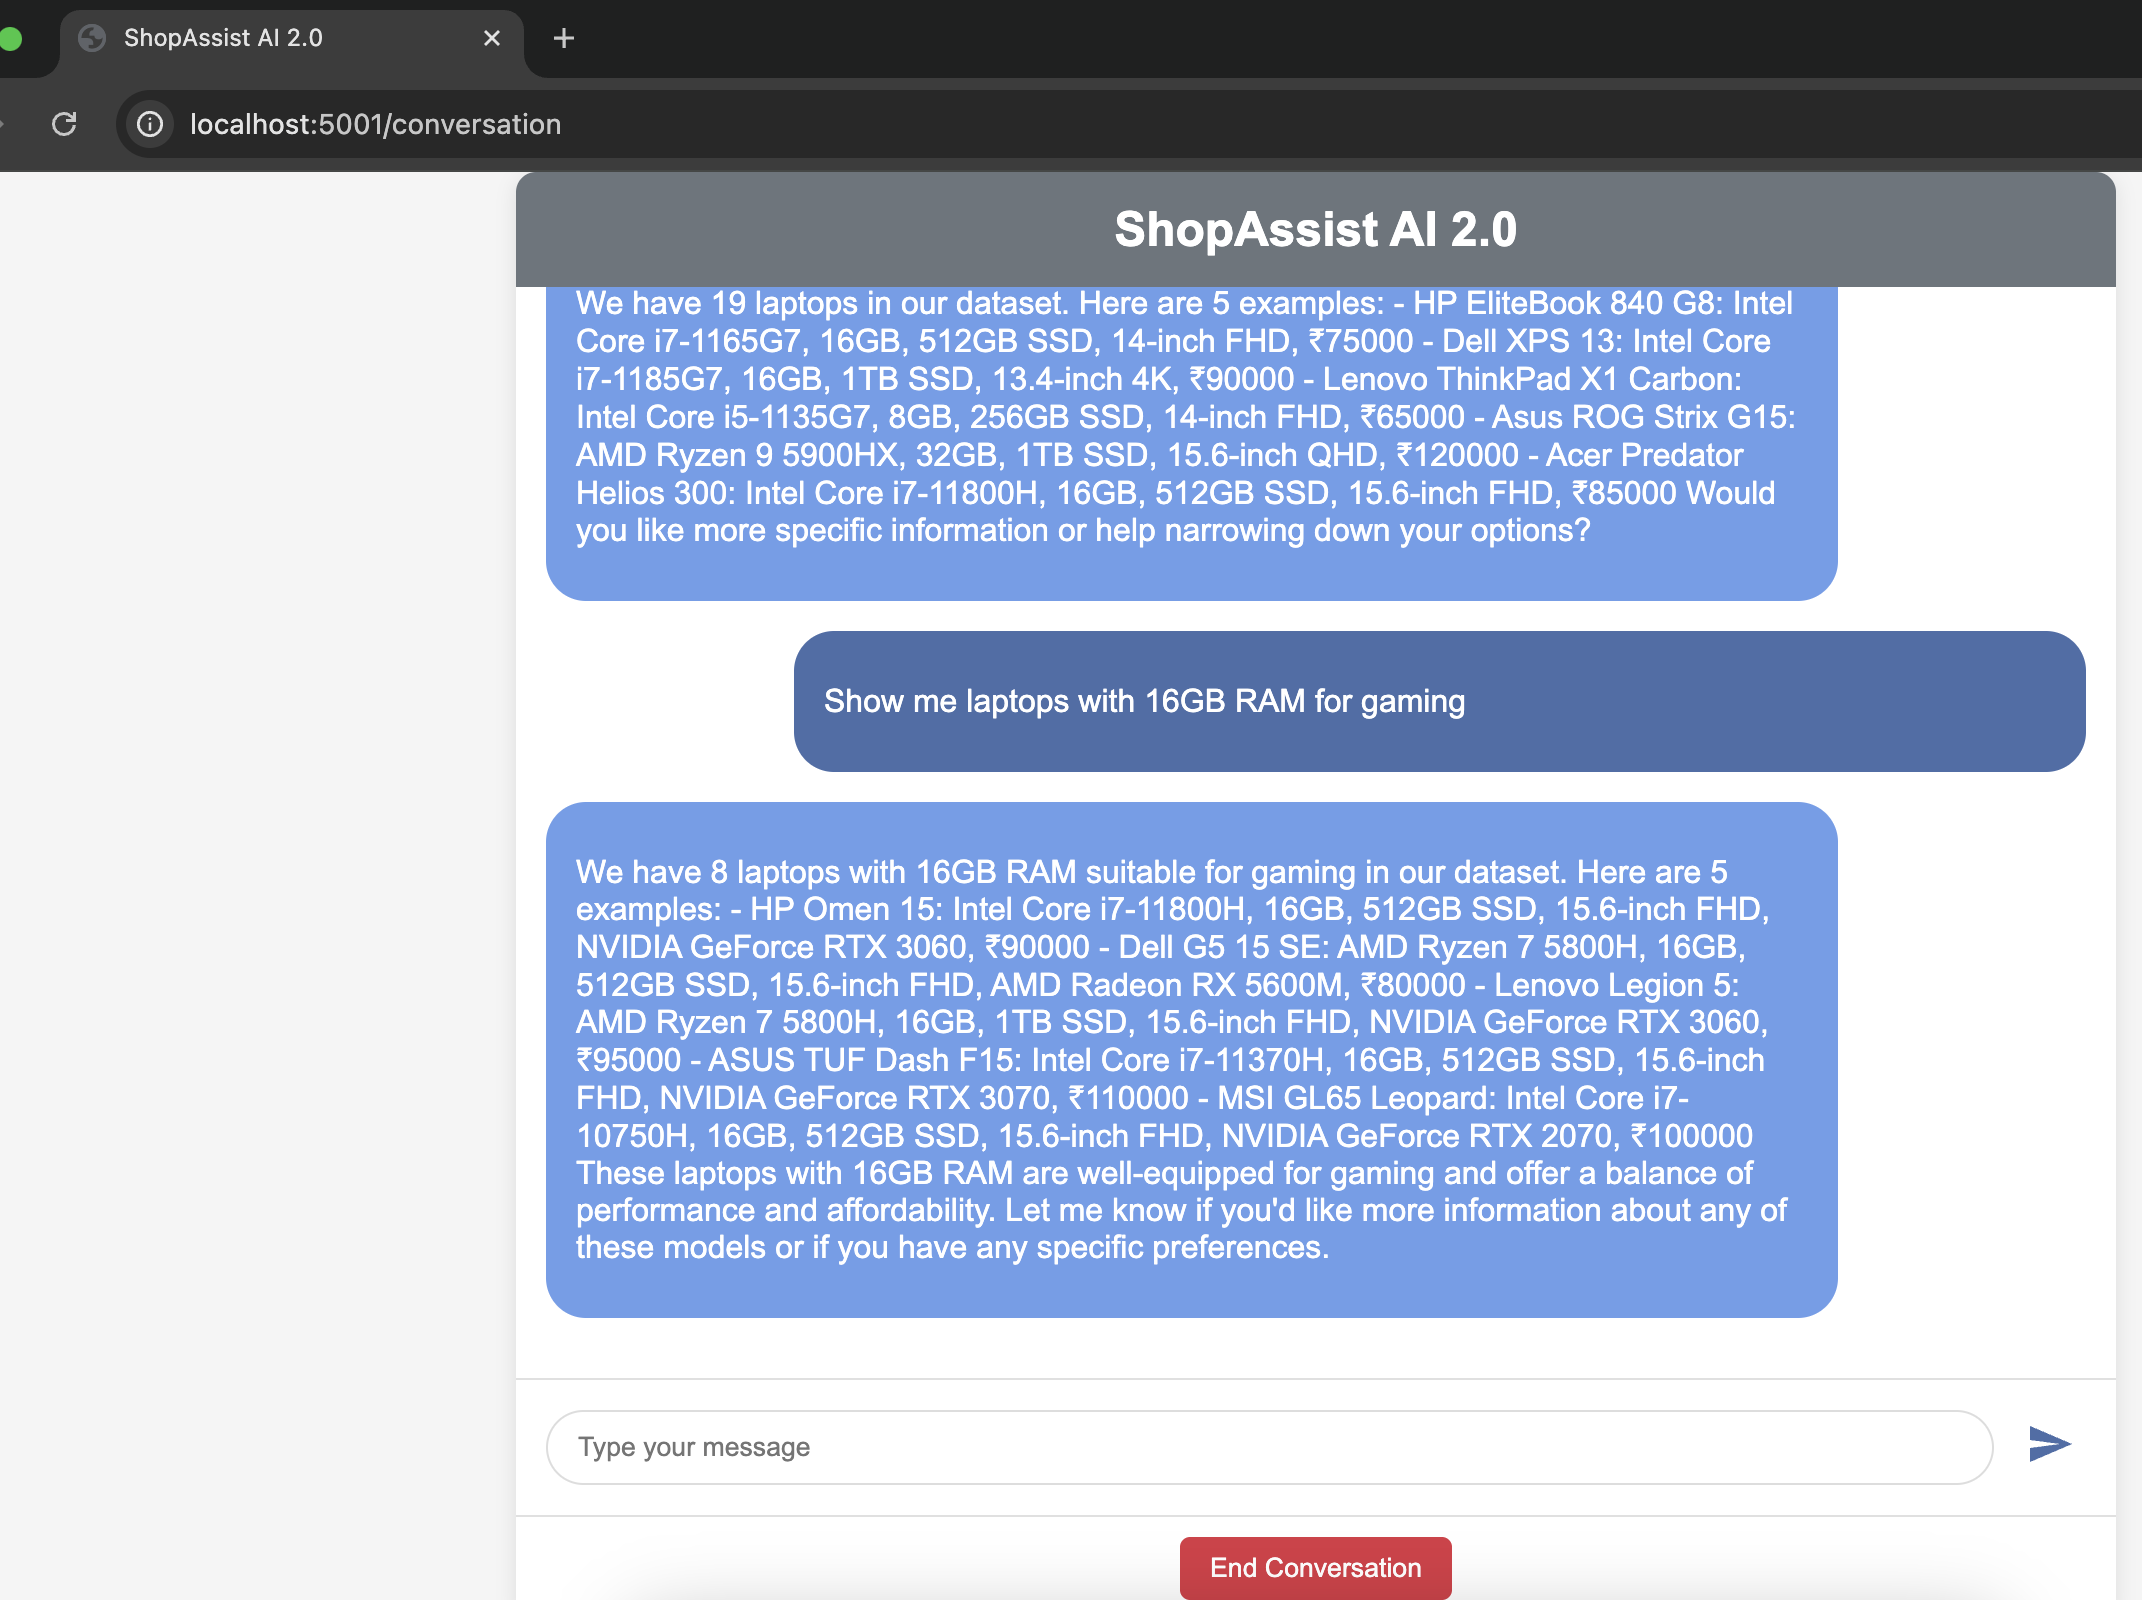 ShopAssist AI 2.0
localhost:5001/conversation
ShopAssist AI 2.0
We have 19 laptops in our dataset. Here are 5 examples: - HP EliteBook 840 G8: Intel
Core i7-1165G7, 16GB, 512GB SSD, 14-inch FHD, ₹75000 - Dell XPS 13: Intel Core
i7-1185G7, 16GB, 1TB SSD, 13.4-inch 4K, ₹90000 - Lenovo ThinkPad X1 Carbon:
Intel Core i5-1135G7, 8GB, 256GB SSD, 14-inch FHD, ₹65000 - Asus ROG Strix G15:
AMD Ryzen 9 5900HX, 32GB, 1TB SSD, 15.6-inch QHD, ₹120000 - Acer Predator
Helios 300: Intel Core i7-11800H, 16GB, 512GB SSD, 15.6-inch FHD, ₹85000 Would
you like more specific information or help narrowing down your options?
Show me laptops with 16GB RAM for gaming
We have 8 laptops with 16GB RAM suitable for gaming in our dataset. Here are 5
examples: - HP Omen 15: Intel Core i7-11800H, 16GB, 512GB SSD, 15.6-inch FHD,
NVIDIA GeForce RTX 3060, ₹90000 - Dell G5 15 SE: AMD Ryzen 7 5800H, 16GB,
512GB SSD, 15.6-inch FHD, AMD Radeon RX 5600M, ₹80000 - Lenovo Legion 5:
AMD Ryzen 7 5800H, 16GB, 1TB SSD, 15.6-inch FHD, NVIDIA GeForce RTX 3060,
₹95000 - ASUS TUF Dash F15: Intel Core i7-11370H, 16GB, 512GB SSD, 15.6-inch
FHD, NVIDIA GeForce RTX 3070, ₹110000 - MSI GL65 Leopard: Intel Core i7-
10750H, 16GB, 512GB SSD, 15.6-inch FHD, NVIDIA GeForce RTX 2070, ₹100000
These laptops with 16GB RAM are well-equipped for gaming and offer a balance of
performance and affordability. Let me know if you'd like more information about any of
these models or if you have any specific preferences.
Type your message
End Conversation